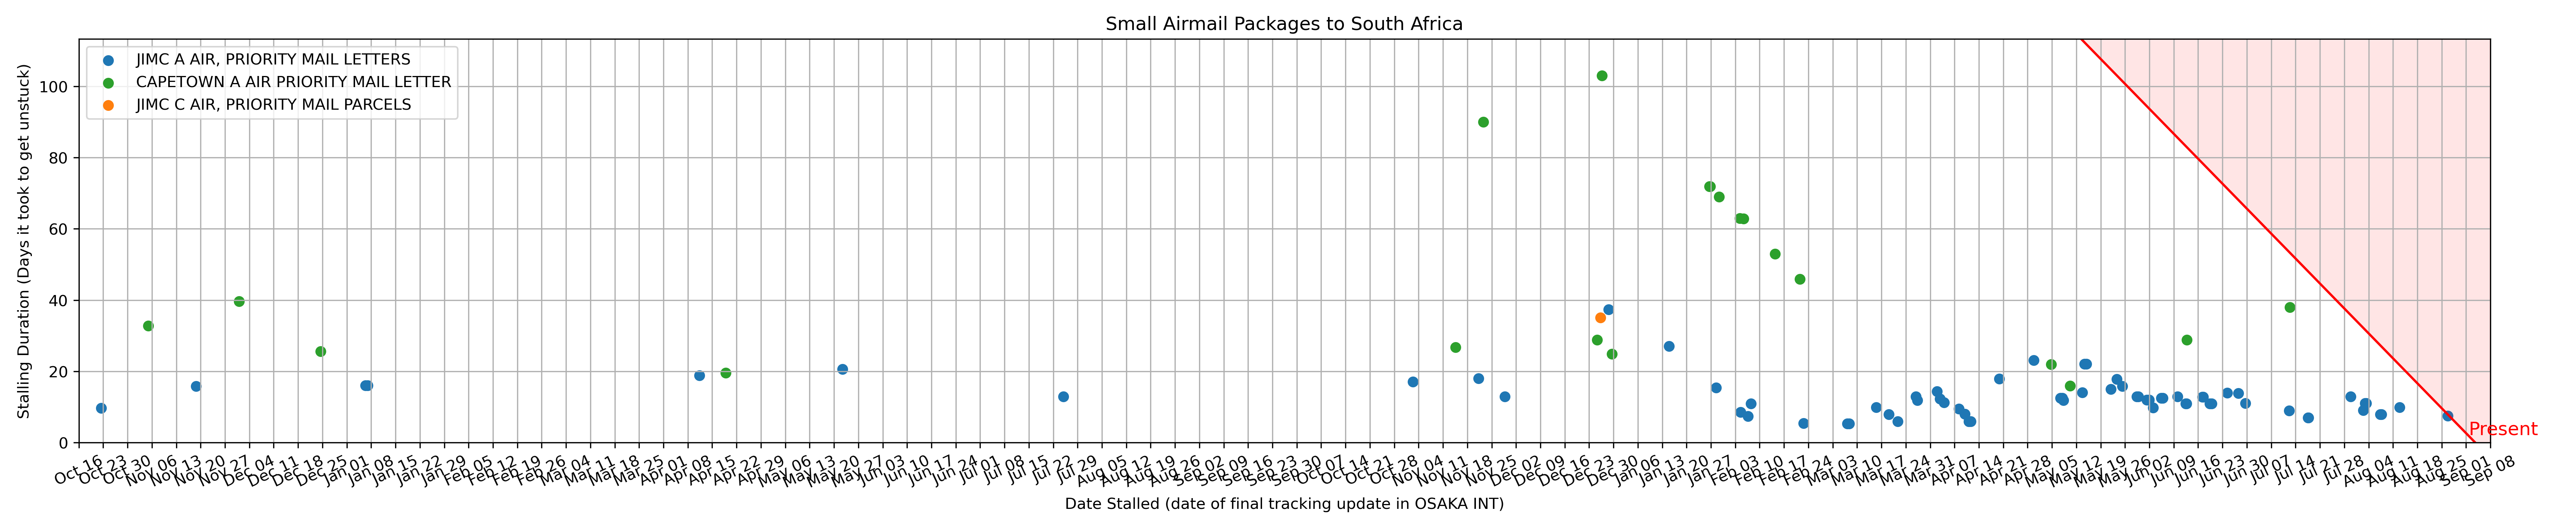 Small Airmail Packages to South Africa
JIMC A AIR, PRIORITY MAIL LETTERS
CAPETOWN A AIR PRIORITY MAIL LETTER
JIMC C AIR, PRIORITY MAIL PARCELS
Stalling Duration (Days it took to get unstuck)
100
80
60
40
20
0
Present
Oct 16
Oct 23
Oct 30
Nov 06
Nov 13
Nov 20
Nov 27
Dec 04
Dec 11
Dec 18
Dec 25
Jan 01
Jan 08
Jan 15
Jan 22
Jan 29
Feb 05
Feb 12
Feb 19
Feb 26
Mar 04
Mar 11
Mar 18
Mar 25
Apr 01
Apr 08
Apr 15
Apr 22
Apr 29
May 06
May 13
May 20
May 27
Jun 03
Jun 10
Jun 17
Jun 24
Jul 01
Jul 08
Jul 15
Jul 22
Jul 29
Aug 05
Aug 12
Aug 19
Aug 26
Sep 02
Sep 09
Sep 16
Sep 23
Sep 30
Oct 07
Oct 14
Oct 21
Oct 28
Nov 04
Nov 11
Nov 18
Nov 25
Dec 02
Dec 09
Dec 16
Dec 23
Dec 30
Jan 06
Jan 13
Jan 20
Jan 27
Feb 03
Feb 10
Feb 17
Feb 24
Mar 03
Mar 10
Mar 17
Mar 24
Mar 31
Apr 07
Apr 14
Apr 21
Apr 28
May 05
May 12
May 19
May 26
Jun 02
Jun 09
Jun 16
Jun 23
Jun 30
Jul 07
Jul 14
Jul 21
Jul 28
Aug 04
Aug 11
Aug 18
Aug 25
Sep 01
Sep 08
Date Stalled (date of final tracking update in OSAKA INT)